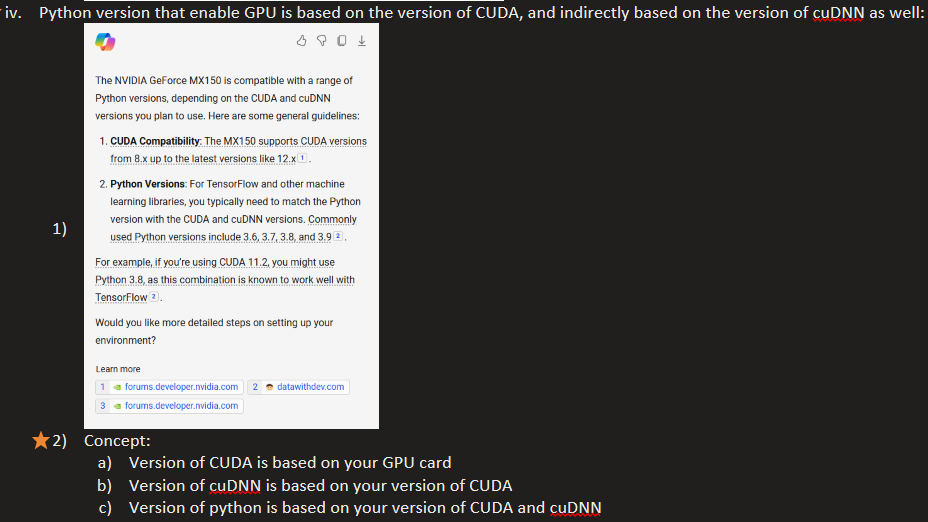 iv. Python version that enable GPU is based on the version of CUDA, and indirectly based on the version of cuDNN as well:
The NVIDIA GeForce MX150 is compatible with a range of
Python versions, depending on the CUDA and cuDNN
versions you plan to use. Here are some general guidelines:
1. CUDA Compatibility: The MX150 supports CUDA versions
from 8.x up to the latest versions like 12.x 1 .
2. Python Versions: For TensorFlow and other machine
learning libraries, you typically need to match the Python
version with the CUDA and cuDNN versions. Commonly
1)
used Python versions include 3.6, 3.7, 3.8, and 3.9 2 .
For example, if you're using CUDA 11.2, you might use
Python 3.8, as this combination is known to work well with
TensorFlow 2 .
Would you like more detailed steps on setting up your
environment?
Learn more
1 forums.developer.nvidia.com 2 datawithdev.com
3 forums.developer.nvidia.com
2) Concept:
a) Version of CUDA is based on your GPU card
b) Version of cuDNN is based on your version of CUDA
c) Version of python is based on your version of CUDA and cuDNN